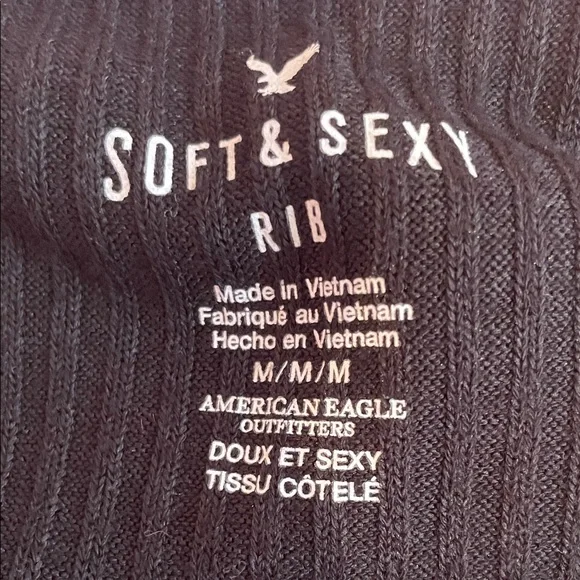 SOFT & SEXY
RIB
Made in Vietnam
Fabriqué au Vietnam
Hecho en Vietnam
M/M/M
AMERICAN EAGLE
OUTFITTERS
DOUX ET SEXY
TISSU CÔTELÉ